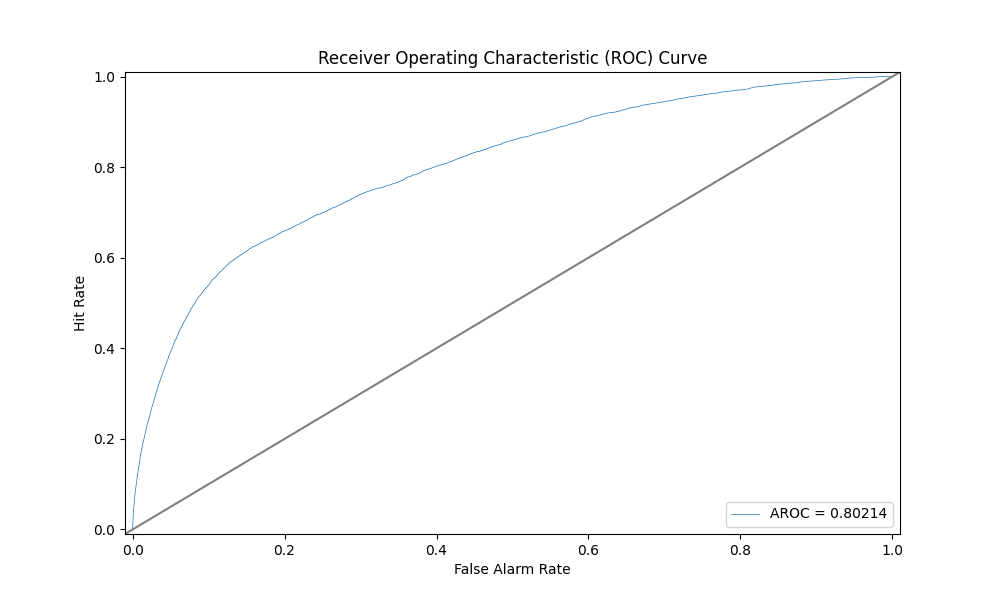 Receiver Operating Characteristic (ROC) Curve
1.0
0.8
0.6
0.4
0.2
0.0
Hit Rate
AROC = 0.80214
0.0 0.2 0.4 0.6 0.8 1.0
False Alarm Rate